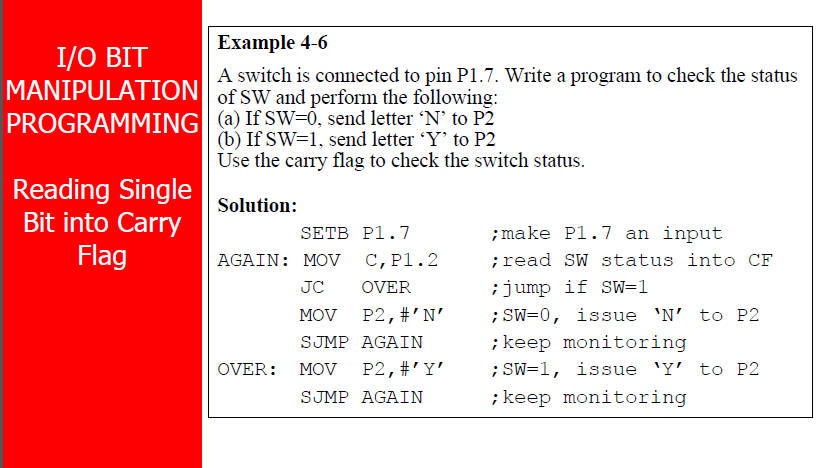 I/O BIT
MANIPULATION
PROGRAMMING
Reading Single
Bit into Carry
Flag
Example 4-6
A switch is connected to pin P1.7. Write a program to check the status
of SW and perform the following:
(a) If SW=0, send letter ‘N’ to P2
(b) If SW=1, send letter ‘Y’ to P2
Use the carry flag to check the switch status.
Solution:
SETB P1.7 ;make P1.7 an input
AGAIN: MOV C,P1.2 ;read SW status into CF
JC OVER ;jump if SW=1
MOV P2,#’N’ ;SW=0, issue ‘N’ to P2
SJMP AGAIN ;keep monitoring
OVER: MOV P2,#’Y’ ;SW=1, issue ‘Y’ to P2
SJMP AGAIN ;keep monitoring